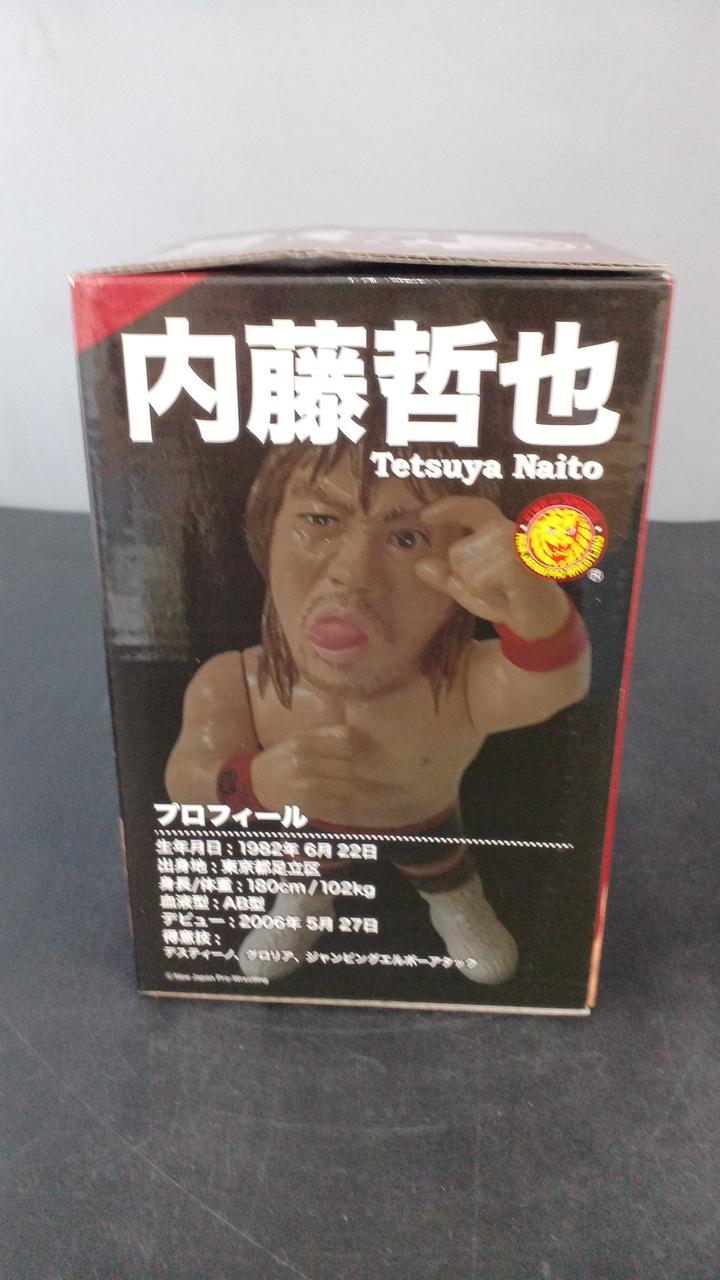 内藤哲也
Tetsuya Naito
プロフィール
生年月日：1982年 6月 22日
出身地：東京都足立区
身長/体重：180cm/102kg
血液型：AB型
デビュー：2006年 5月 27日
得意技：
デスティーノ、グロリア、ジャンピングエルボーアタック
©New Japan Pro-Wrestling